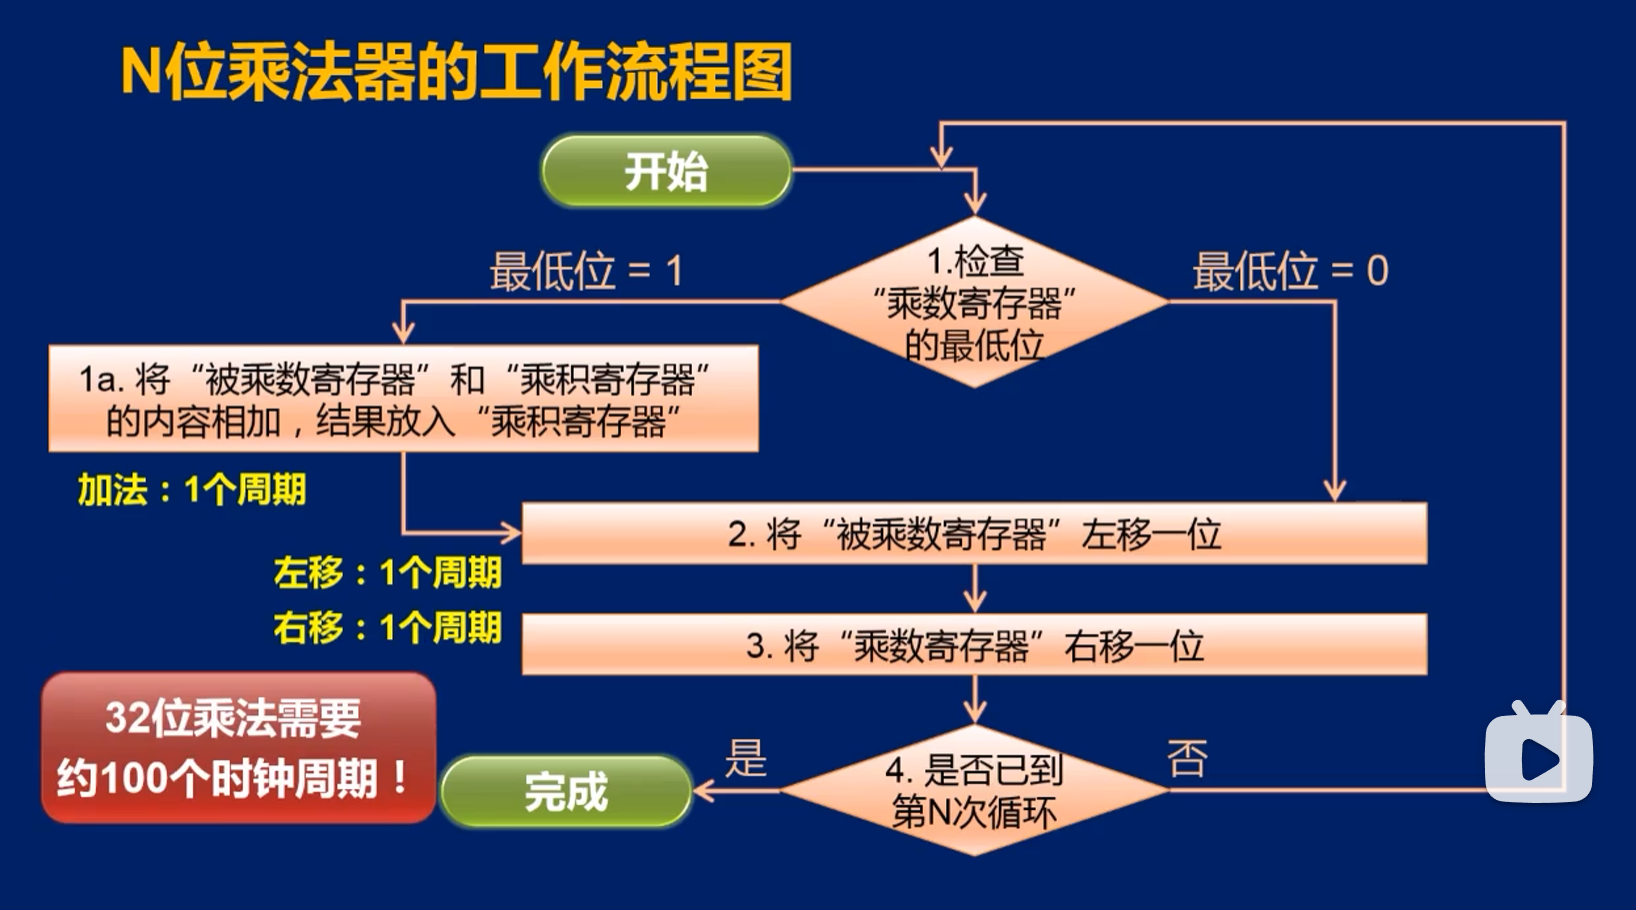 N位乘法器的工作流程图
开始
1.检查
“乘数寄存器”
的最低位
最低位 = 1
最低位 = 0
1a. 将“被乘数寄存器”和“乘积寄存器”
的内容相加，结果放入“乘积寄存器”
加法：1个周期
2. 将“被乘数寄存器”左移一位
左移：1个周期
右移：1个周期
3. 将“乘数寄存器”右移一位
32位乘法需要
约100个时钟周期！
4. 是否已到
第N次循环
是
否
完成